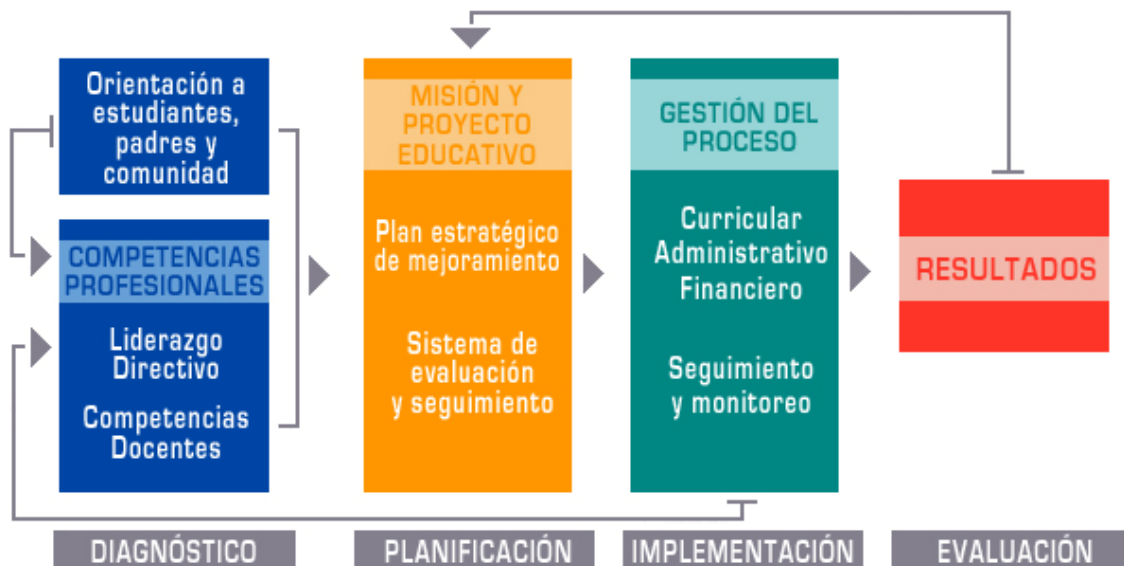 Orientación a
estudiantes,
padres y
comunidad
COMPETENCIAS
PROFESIONALES
Liderazgo
Directivo
Competencias
Docentes
MISIÓN Y
PROYECTO
EDUCATIVO
Plan estratégico
de mejoramiento
Sistema de
evaluación
y seguimiento
GESTIÓN DEL
PROCESO
Curricular
Administrativo
Financiero
Seguimiento
y monitoreo
RESULTADOS
DIAGNÓSTICO
PLANIFICACIÓN
IMPLEMENTACIÓN
EVALUACIÓN